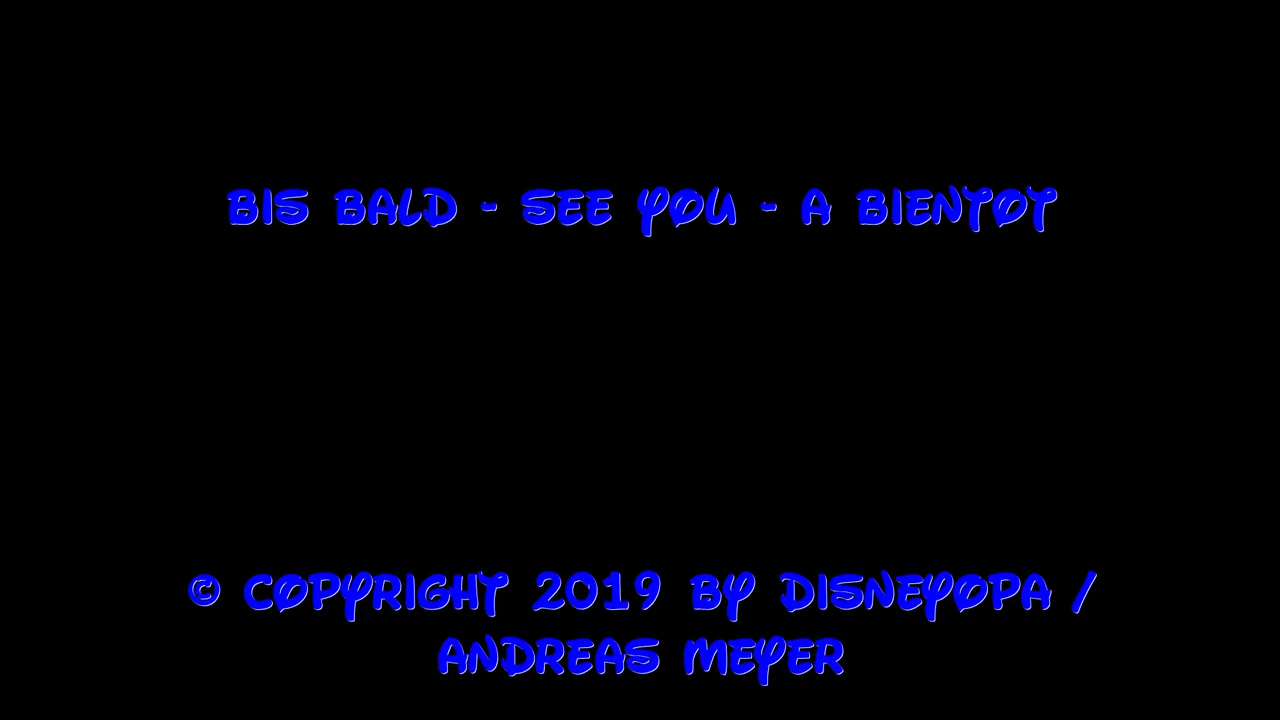 BIS BALD - SEE YOU - A BIENTOT
© COPYRIGHT 2019 BY DISNEYOPA /
ANDREAS MEYER